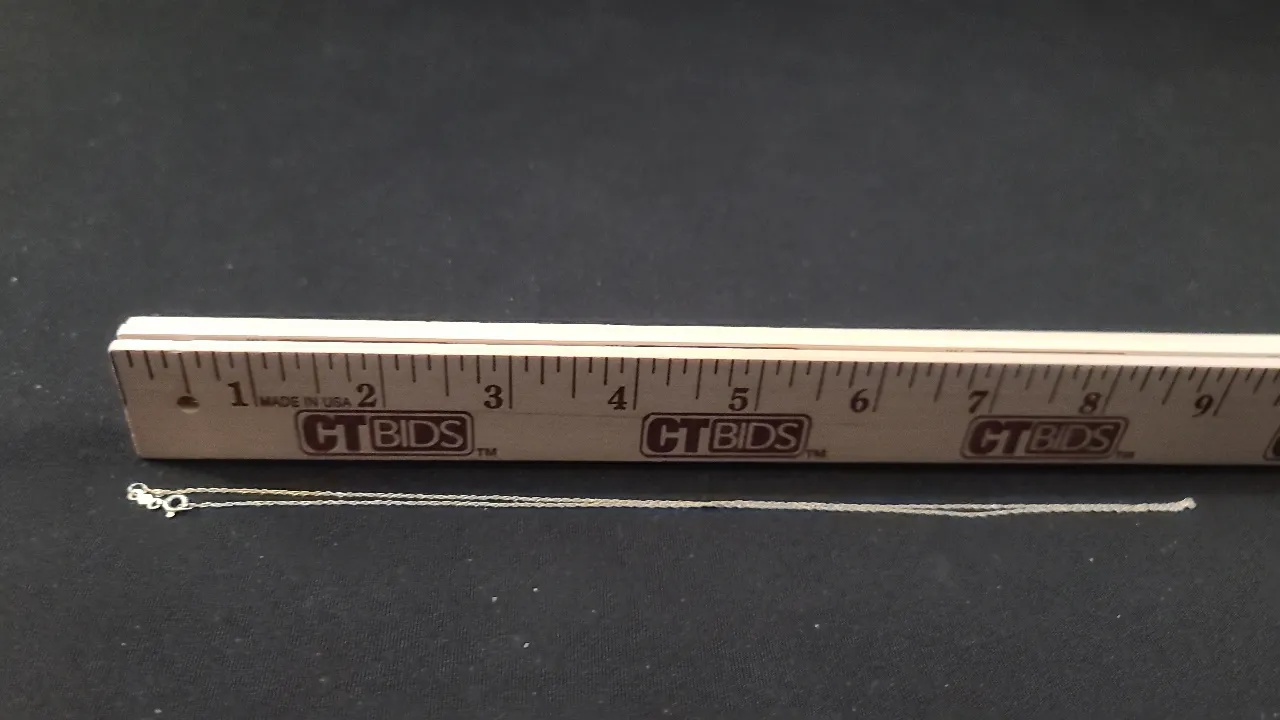 1 2 3 4 5 6 7 8 9
MADE IN USA
CTBIDS™ CTBIDS™ CTBIDS™